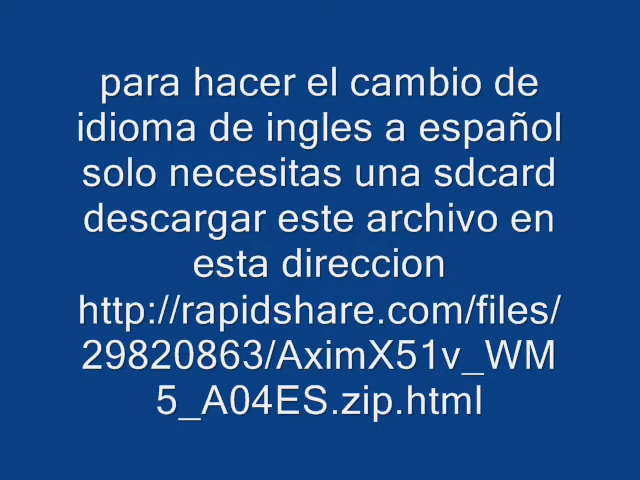 para hacer el cambio de
idioma de ingles a español
solo necesitas una sdcard
descargar este archivo en
esta direccion
http://rapidshare.com/files/
29820863/AximX51v_WM
5_A04ES.zip.html